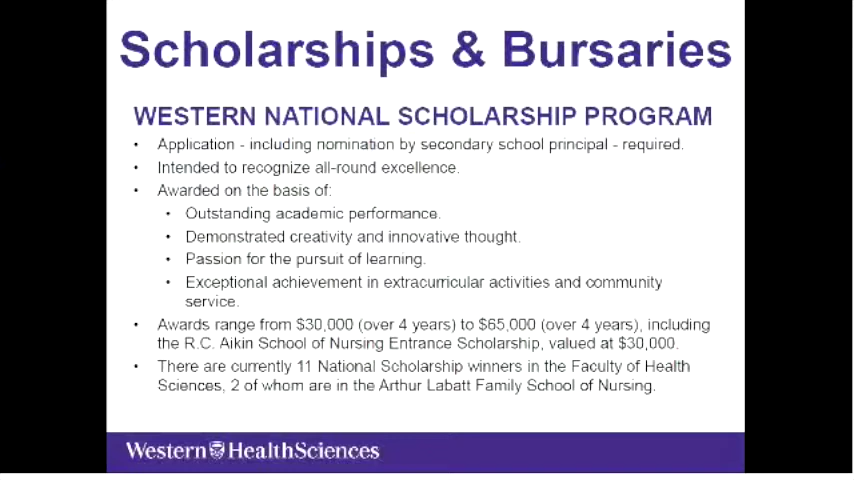 Scholarships & Bursaries
WESTERN NATIONAL SCHOLARSHIP PROGRAM
• Application - including nomination by secondary school principal - required.
• Intended to recognize all-round excellence.
• Awarded on the basis of:
• Outstanding academic performance.
• Demonstrated creativity and innovative thought.
• Passion for the pursuit of learning.
• Exceptional achievement in extracurricular activities and community
service.
• Awards range from $30,000 (over 4 years) to $65,000 (over 4 years), including
the R.C. Aikin School of Nursing Entrance Scholarship, valued at $30,000.
• There are currently 11 National Scholarship winners in the Faculty of Health
Sciences, 2 of whom are in the Arthur Labatt Family School of Nursing.
Western HealthSciences